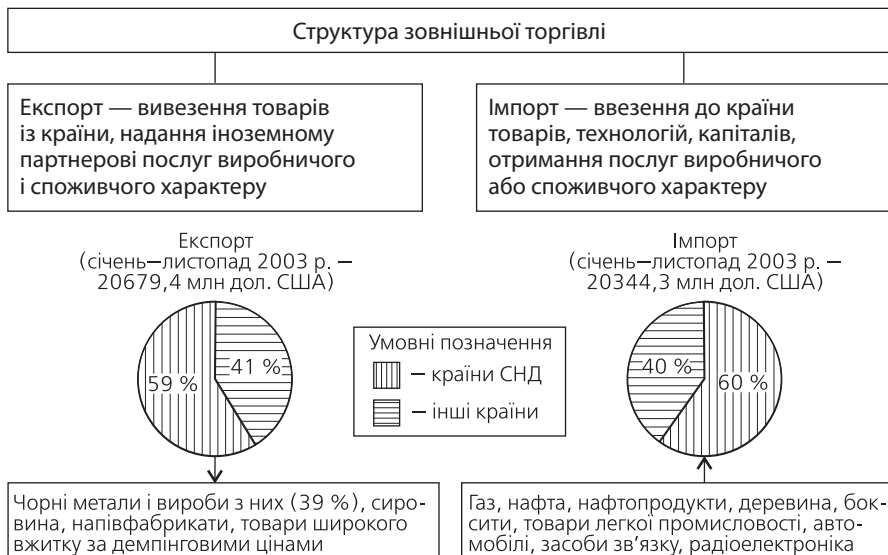 Структура зовнішньої торгівлі
Експорт — вивезення товарів
із країни, надання іноземному
партнерові послуг виробничого
і споживчого характеру
Імпорт — ввезення до країни
товарів, технологій, капіталів,
отримання послуг виробничого
або споживчого характеру
Експорт
(січень–листопад 2003 р. –
20679,4 млн дол. США)
59 %
41 %
Умовні позначення
– країни СНД
– інші країни
Імпорт
(січень–листопад 2003 р. –
20344,3 млн дол. США)
40 %
60 %
Чорні метали і вироби з них (39 %), сиро-
вина, напівфабрикати, товари широкого
вжитку за демпінговими цінами
Газ, нафта, нафтопродукти, деревина, бок-
сити, товари легкої промисловості, авто-
мобілі, засоби зв’язку, радіоелектроніка